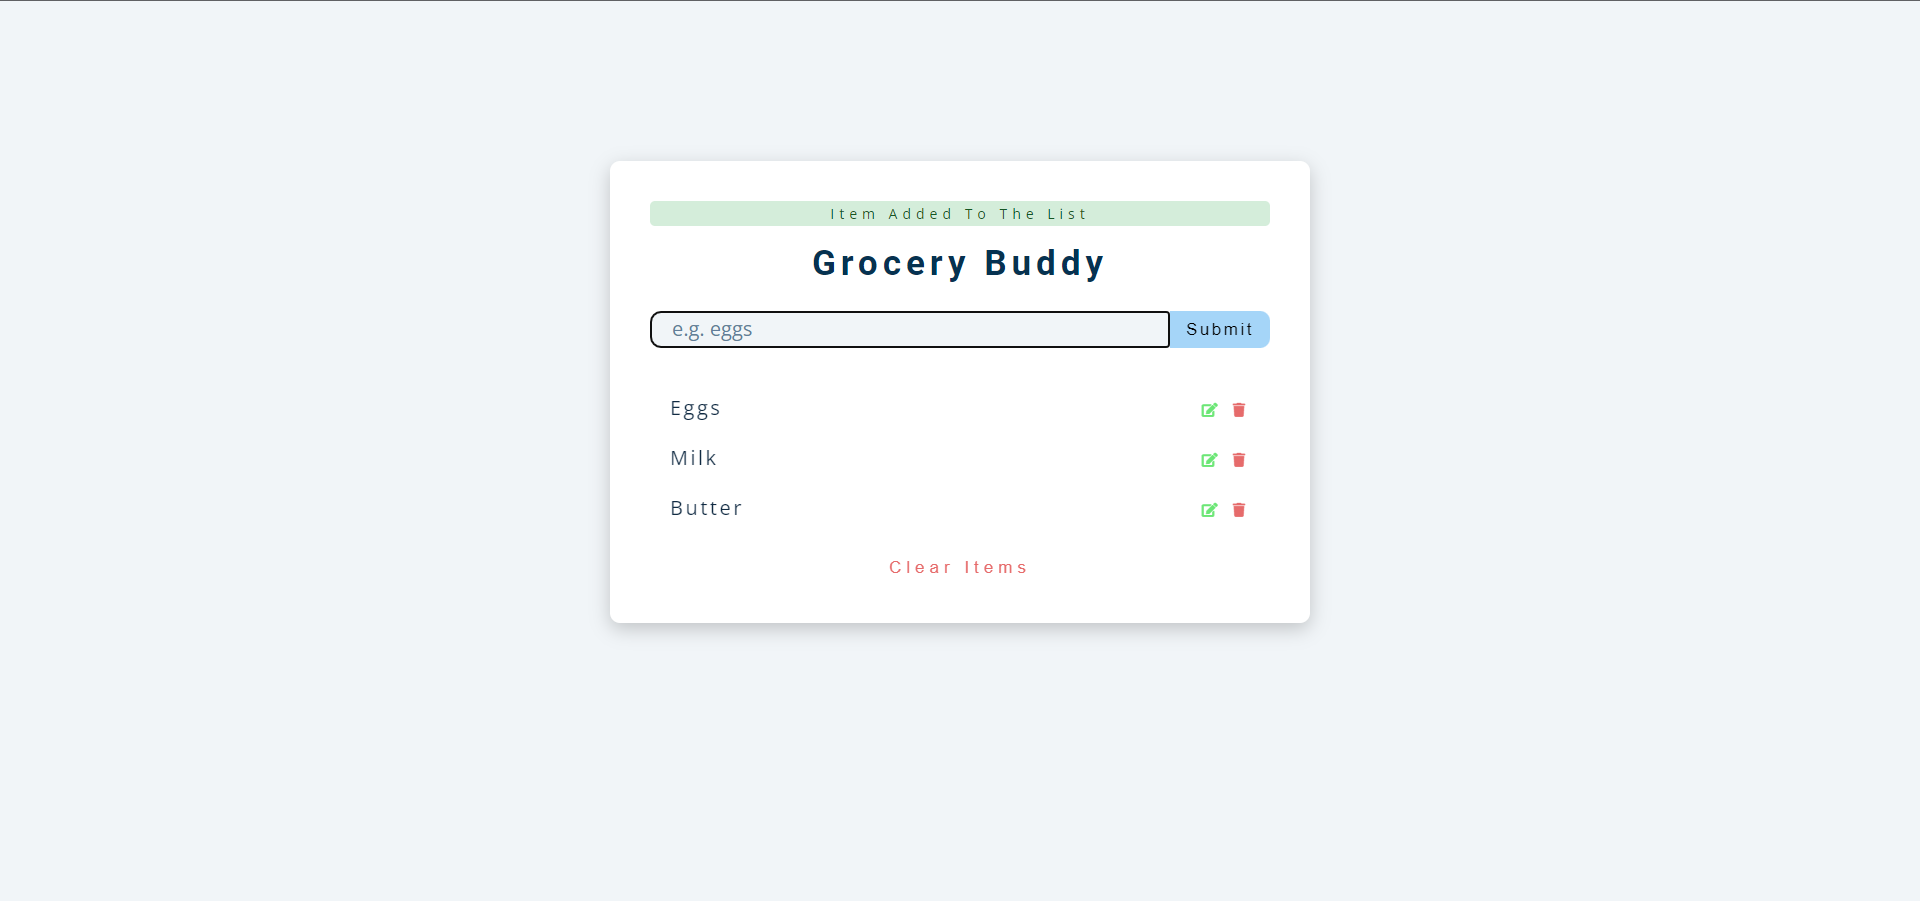 Item Added To The List
Grocery Buddy
e.g. eggs
Submit
Eggs
Milk
Butter
Clear Items